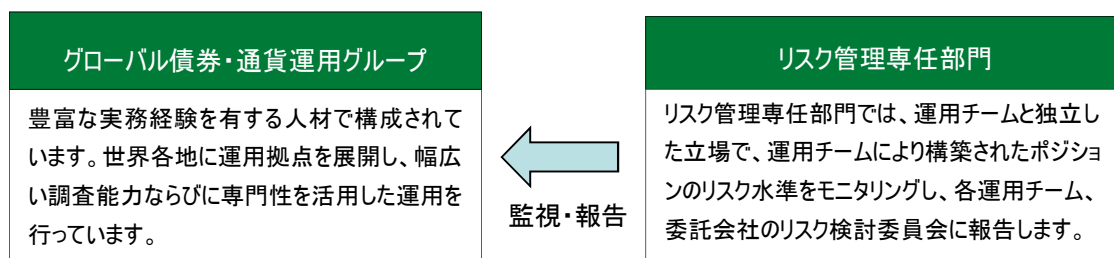 グローバル債券・通貨運用グループ
豊富な実務経験を有する人材で構成されて
います。世界各地に運用拠点を展開し、幅広
い調査能力ならびに専門性を活用した運用を
行っています。
監視・報告
リスク管理専任部門
リスク管理専任部門では、運用チームと独立し
た立場で、運用チームにより構築されたポジショ
ンのリスク水準をモニタリングし、各運用チーム、
委託会社のリスク検討委員会に報告します。